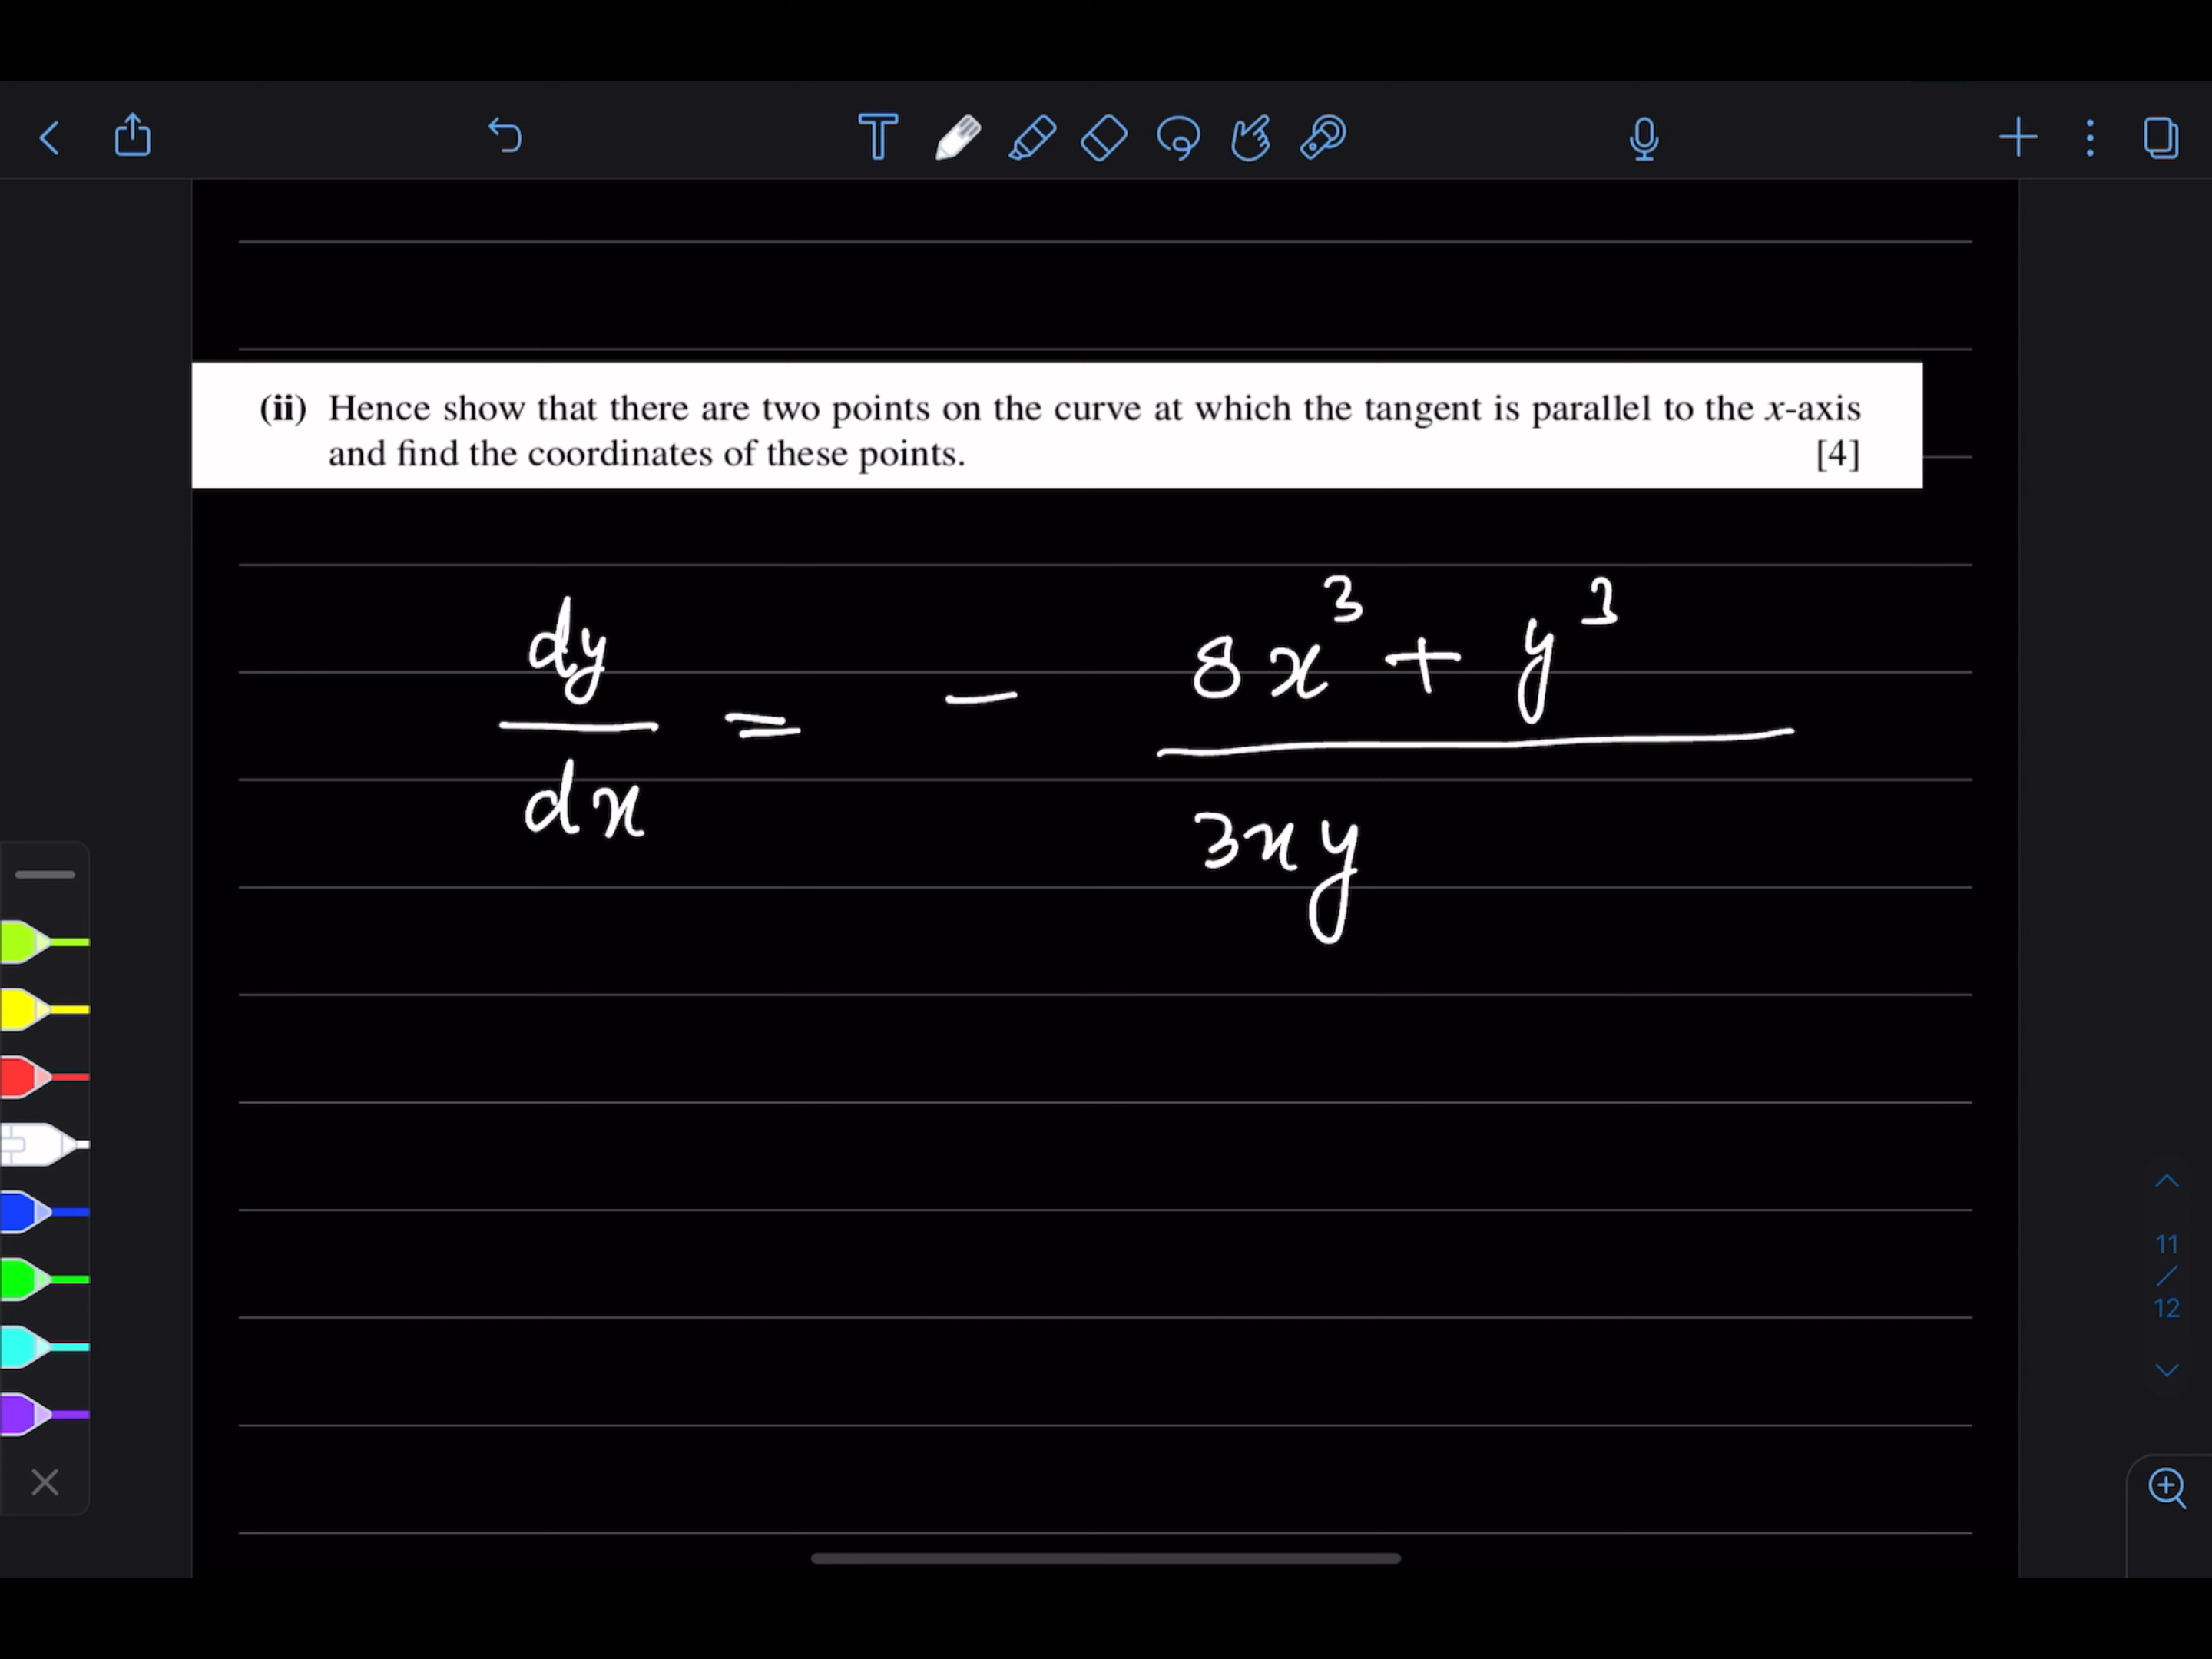 (ii) Hence show that there are two points on the curve at which the tangent is parallel to the x-axis
and find the coordinates of these points. [4]
dy/dx = - (8x³ + y³)/(3xy)
11
/
12